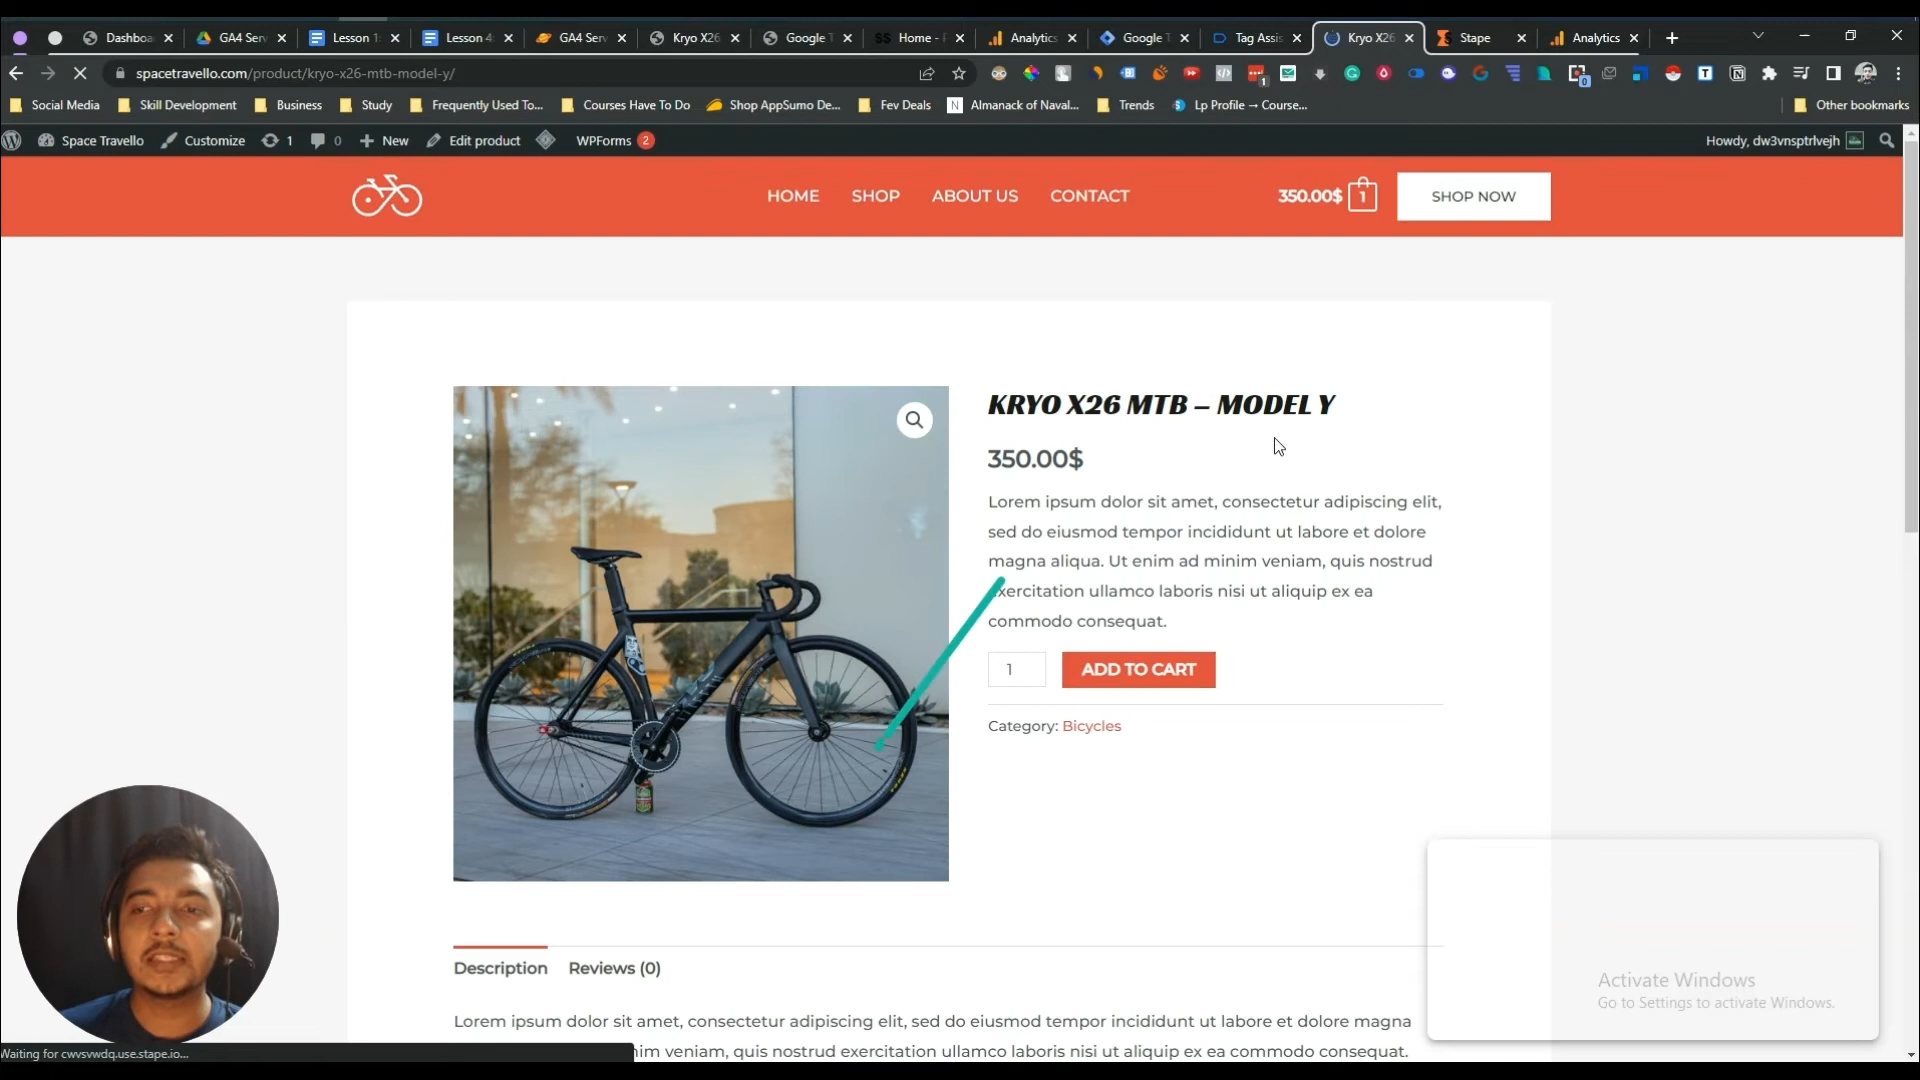 Dashboa
GA4 Serv
Lesson 1
Lesson 4
GA4 Serv
Kryo X26
Google T
Home -
Analytics
Google T
Tag Assis
Kryo X26
Stape
Analytics
spacetravello.com/product/kryo-x26-mtb-model-y/
Social Media
Skill Development
Business
Study
Frequently Used To...
Courses Have To Do
Shop AppSumo De...
Fev Deals
Almanack of Naval...
Trends
Lp Profile → Course...
Other bookmarks
Space Travello
Customize
1
0
New
Edit product
WPForms 2
Howdy, dw3vnsptrlvejh
HOME
SHOP
ABOUT US
CONTACT
350.00$ 1
SHOP NOW
KRYO X26 MTB – MODEL Y
350.00$
Lorem ipsum dolor sit amet, consectetur adipiscing elit,
sed do eiusmod tempor incididunt ut labore et dolore
magna aliqua. Ut enim ad minim veniam, quis nostrud
exercitation ullamco laboris nisi ut aliquip ex ea
commodo consequat.
1
ADD TO CART
Category: Bicycles
Description
Reviews (0)
Lorem ipsum dolor sit amet, consectetur adipiscing elit, sed do eiusmod tempor incididunt ut labore et dolore magna
nim veniam, quis nostrud exercitation ullamco laboris nisi ut aliquip ex ea commodo consequat.
Activate Windows
Go to Settings to activate Windows.
Waiting for cwvsvwdq.use.stape.io...